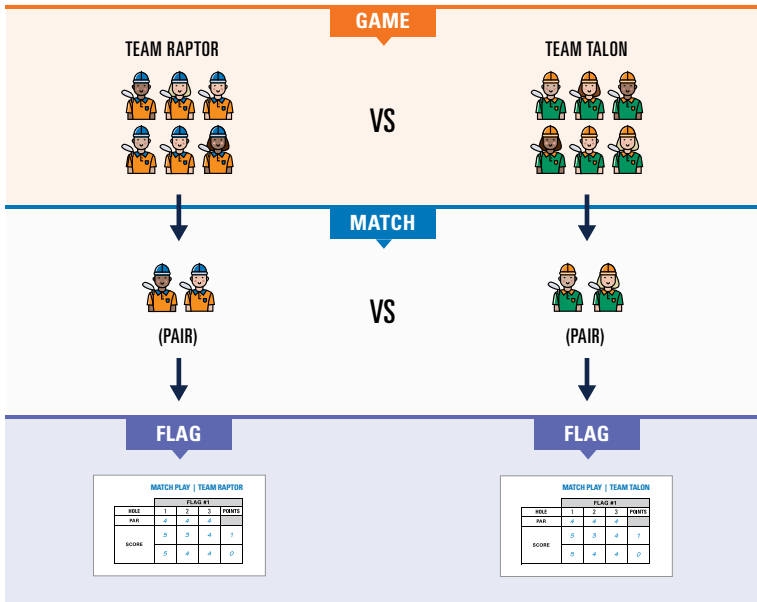 GAME
TEAM RAPTOR
TEAM TALON
VS
MATCH
VS
(PAIR)
(PAIR)
FLAG
FLAG
MATCH PLAY | TEAM RAPTOR
FLAG #1
HOLE 1 2 3 POINTS
PAR 4 4 4
SCORE
5 3 4 1
5 4 4 0
MATCH PLAY | TEAM TALON
FLAG #1
HOLE 1 2 3 POINTS
PAR 4 4 4
SCORE
5 3 4 1
5 4 4 0